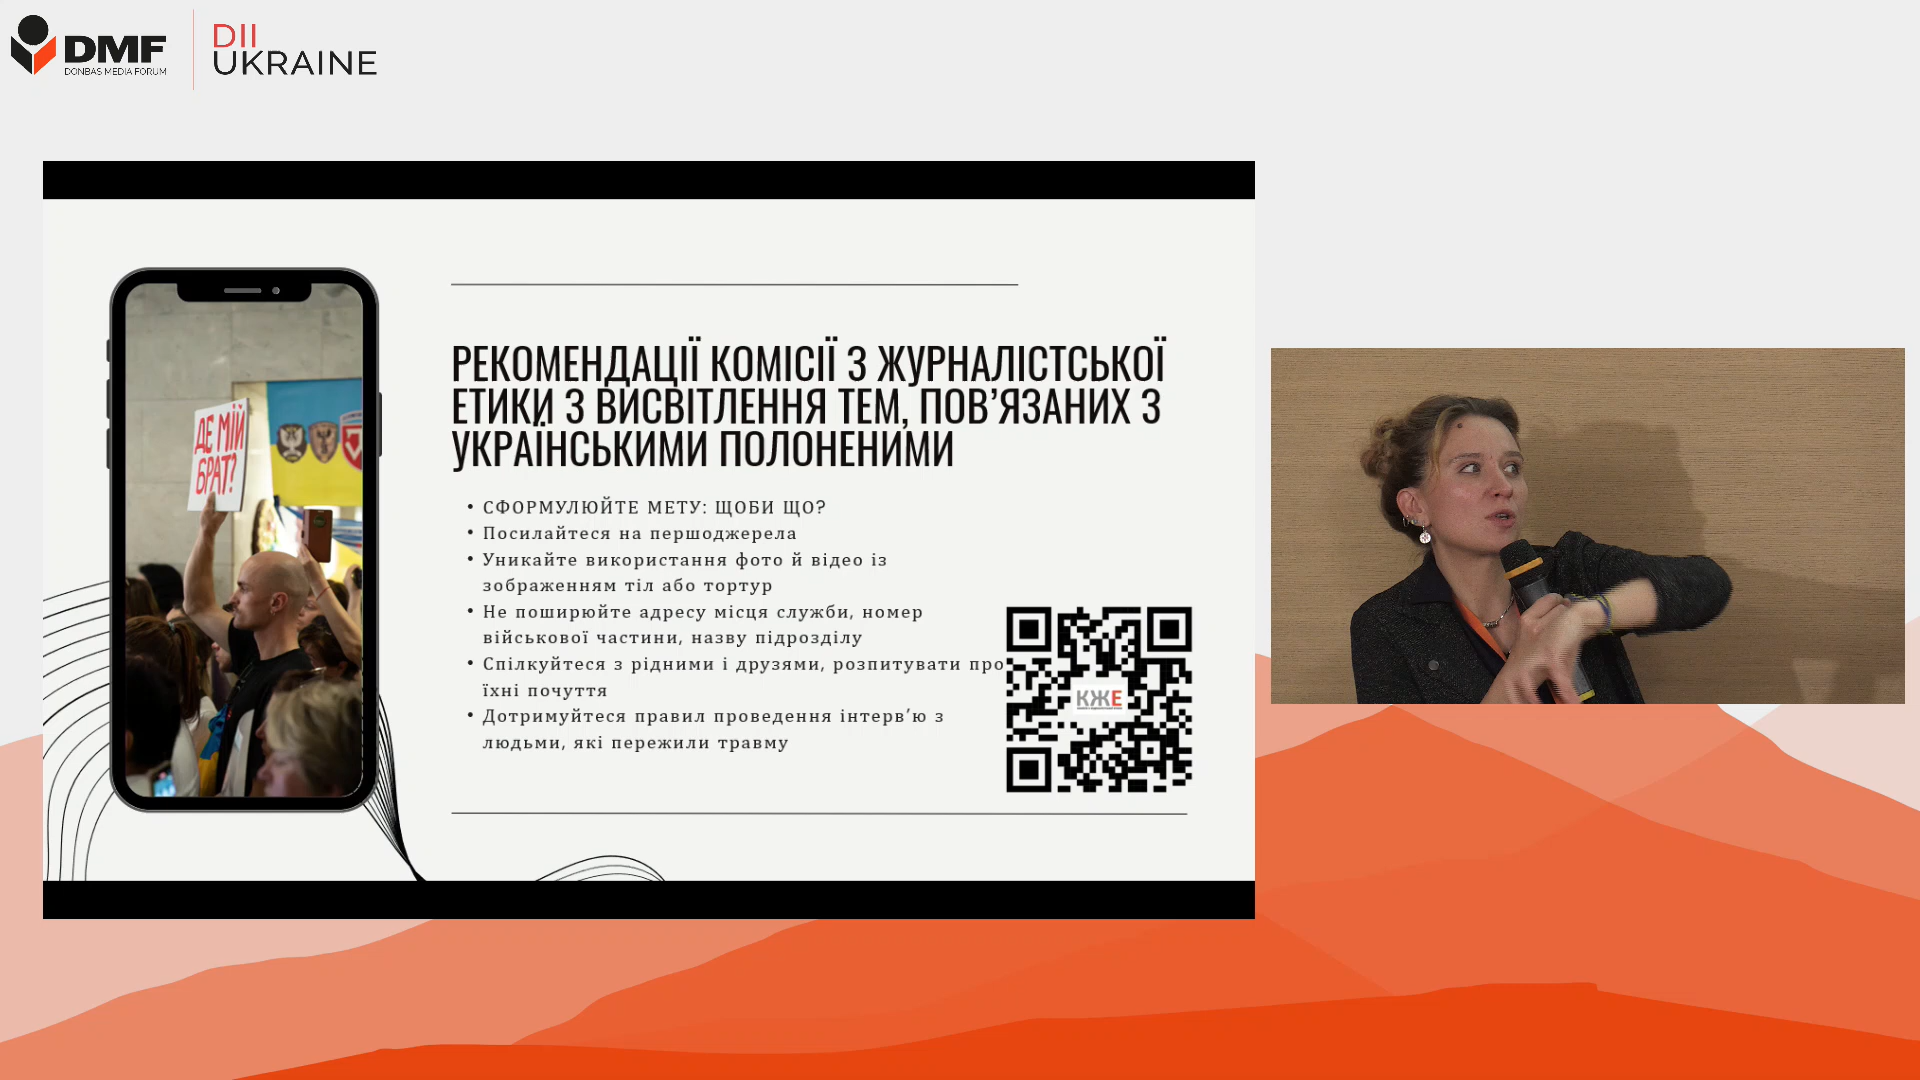 DMF
DONBAS MEDIA FORUM
DII
UKRAINE
ДЕ МІЙ
БРАТ?
РЕКОМЕНДАЦІЇ КОМІСІЇ З ЖУРНАЛІСТСЬКОЇ
ЕТИКИ З ВИСВІТЛЕННЯ ТЕМ, ПОВ’ЯЗАНИХ З
УКРАЇНСЬКИМИ ПОЛОНЕНИМИ
• СФОРМУЛЮЙТЕ МЕТУ: ЩОБИ ЩО?
• Посилайтеся на першоджерела
• Уникайте використання фото й відео із
зображенням тіл або тортур
• Не поширюйте адресу місця служби, номер
військової частини, назву підрозділу
• Спілкуйтеся з рідними і друзями, розпитувати про
їхні почуття
• Дотримуйтеся правил проведення інтерв’ю з
людьми, які пережили травму
КЖЕ